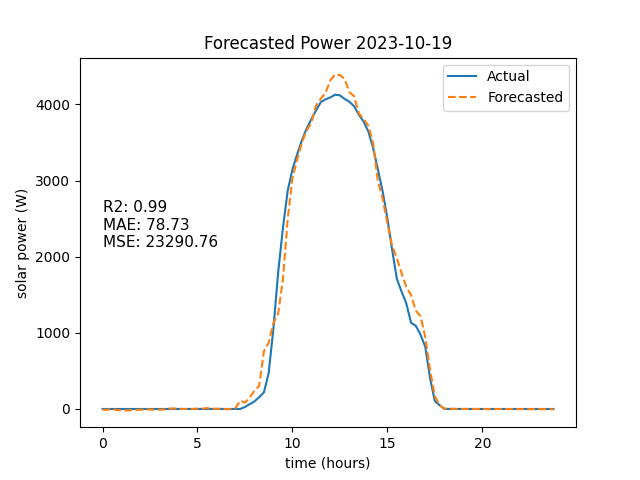 Forecasted Power 2023-10-19
Actual
Forecasted
4000
3000
2000
1000
0
solar power (W)
R2: 0.99
MAE: 78.73
MSE: 23290.76
0 5 10 15 20
time (hours)